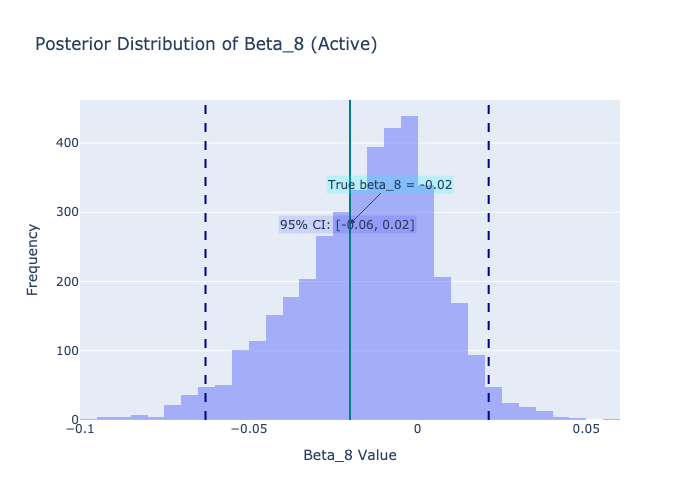 Posterior Distribution of Beta_8 (Active)
400
300
200
100
0
Frequency
True beta_8 = -0.02
95% CI: [-0.06, 0.02]
−0.1
−0.05
0
0.05
Beta_8 Value